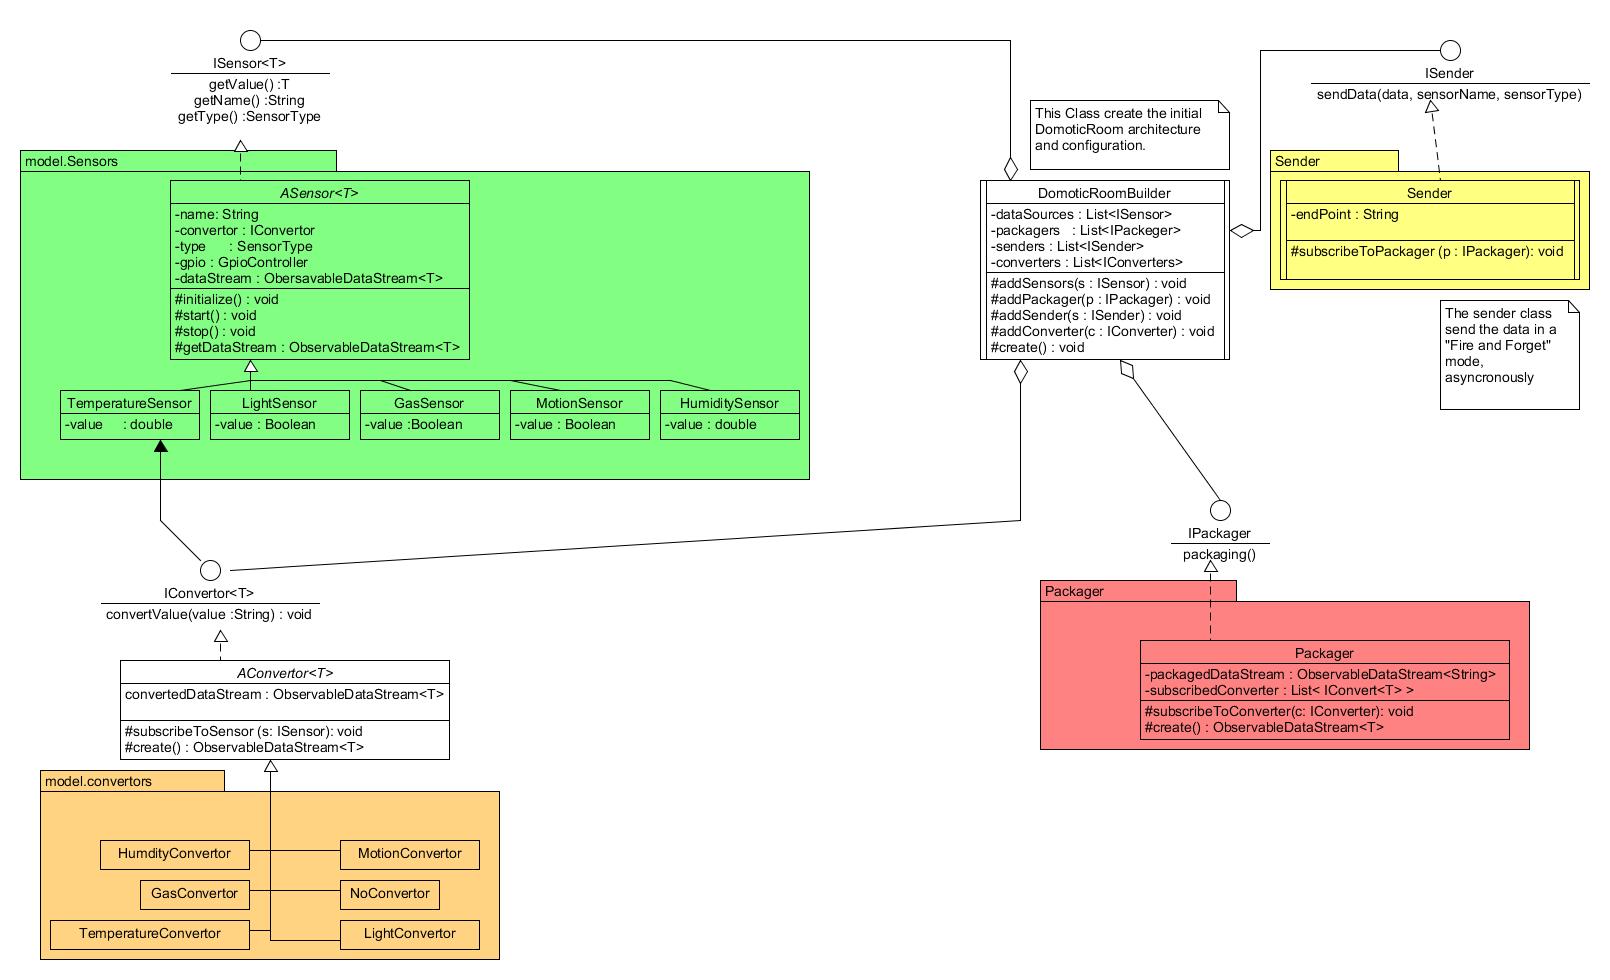 ISensor<T>
getValue() :T
getName() :String
getType() :SensorType
This Class create the initial
DomoticRoom architecture
and configuration.
ISender
sendData(data, sensorName, sensorType)
model.Sensors
ASensor<T>
-name: String
-convertor : IConvertor
-type : SensorType
-gpio : GpioController
-dataStream : ObersavableDataStream<T>
#initialize() : void
#start() : void
#stop() : void
#getDataStream : ObservableDataStream<T>
TemperatureSensor
-value : double
LightSensor
-value : Boolean
GasSensor
-value :Boolean
MotionSensor
-value : Boolean
HumiditySensor
-value : double
DomoticRoomBuilder
-dataSources : List<ISensor>
-packagers : List<IPackeger>
-senders : List<ISender>
-converters : List<IConverters>
#addSensors(s : ISensor) : void
#addPackager(p : IPackager) : void
#addSender(s : ISender) : void
#addConverter(c : IConverter) : void
#create() : void
Sender
Sender
-endPoint : String
#subscribeToPackager (p : IPackager): void
The sender class
send the data in a
"Fire and Forget"
mode,
asyncronously
IConvertor<T>
convertValue(value :String) : void
AConvertor<T>
convertedDataStream : ObservableDataStream<T>
#subscribeToSensor (s: ISensor): void
#create() : ObservableDataStream<T>
model.convertors
HumdityConvertor
MotionConvertor
GasConvertor
NoConvertor
TemperatureConvertor
LightConvertor
IPackager
packaging()
Packager
Packager
-packagedDataStream : ObservableDataStream<String>
-subscribedConverter : List< IConvert<T> >
#subscribeToConverter(c: IConverter): void
#create() : ObservableDataStream<T>